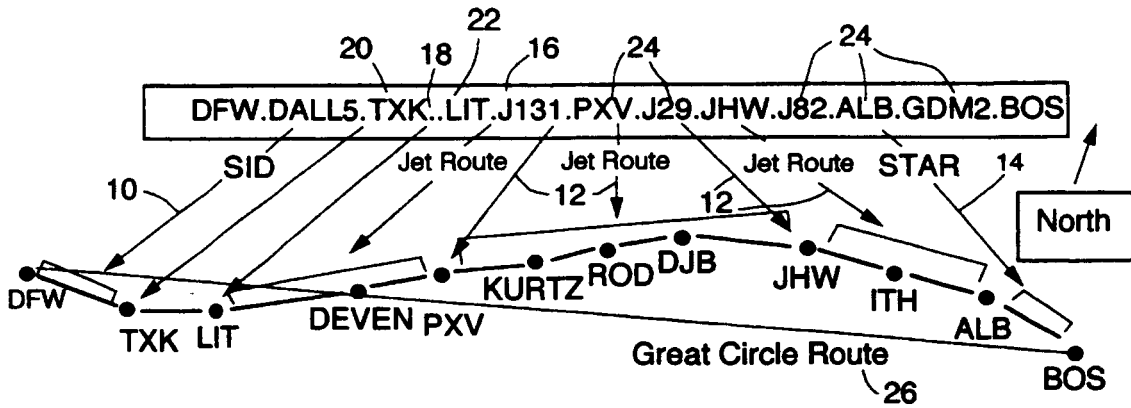 22
20 18 16 24 24
DFW.DALL5.TXK..LIT.J131.PXV.J29.JHW.J82.ALB.GDM2.BOS
SID Jet Route Jet Route Jet Route STAR
10 12 12 14
North
DFW TXK LIT DEVEN PXV KURTZ ROD DJB JHW ITH ALB BOS
Great Circle Route
26